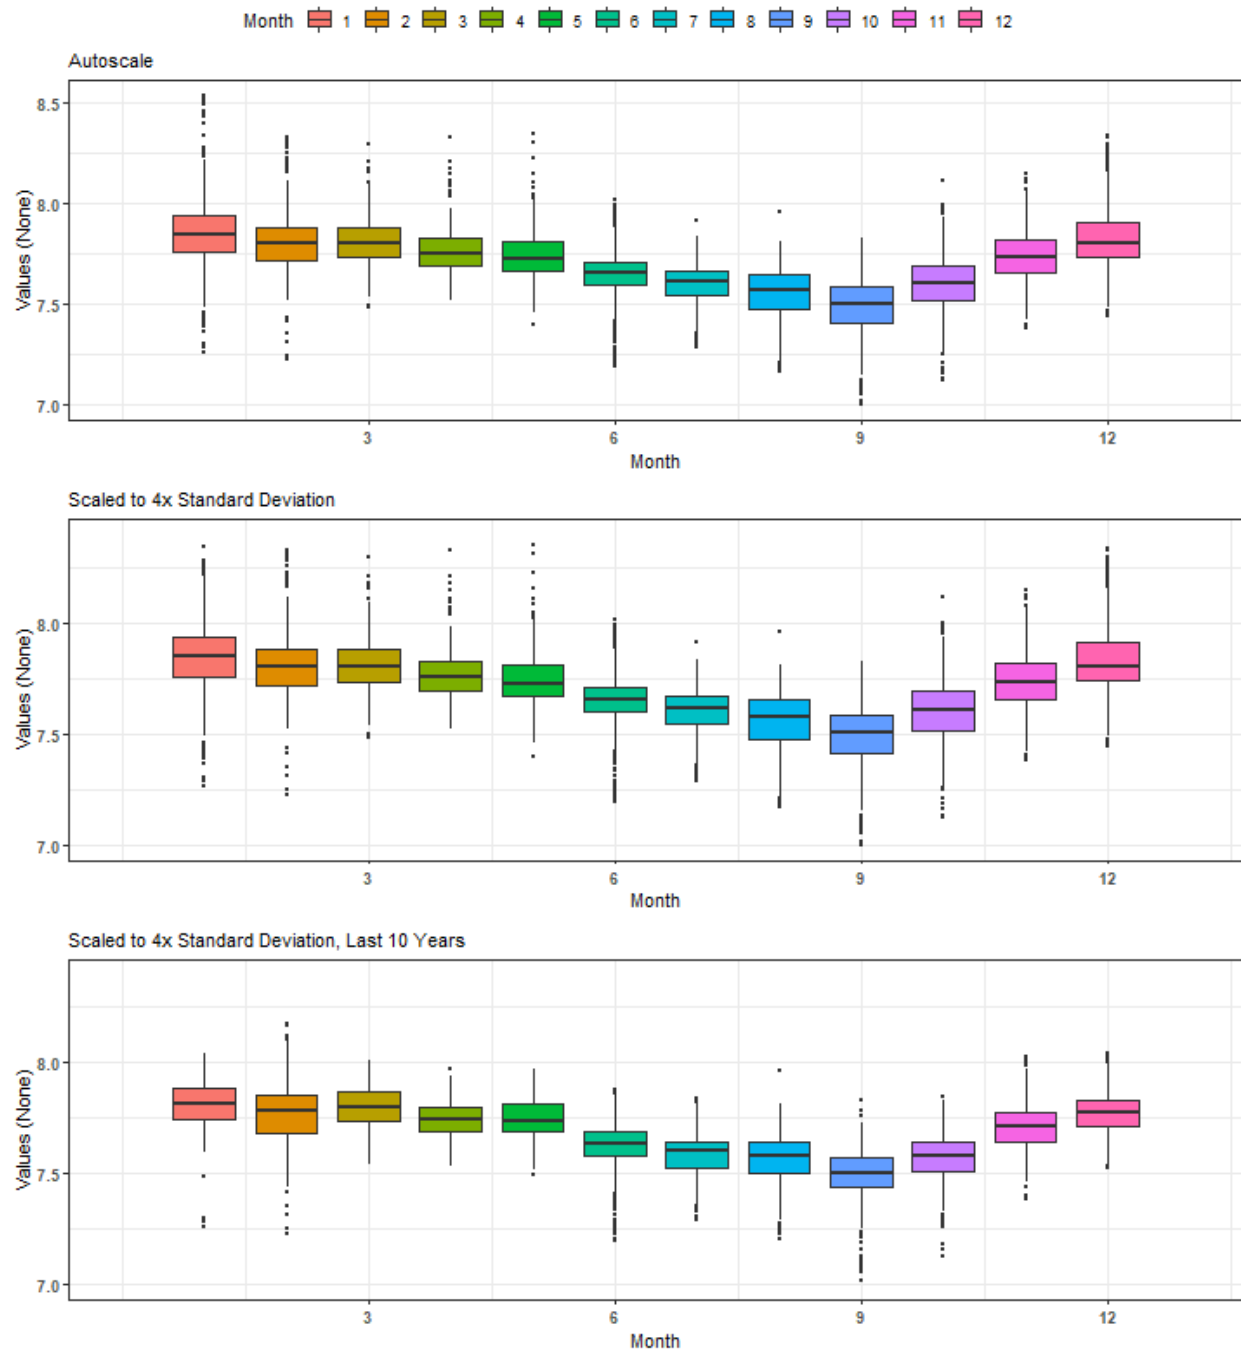 Month 1 2 3 4 5 6 7 8 9 10 11 12
Autoscale
Values (None)
8.5
8.0
7.5
7.0
3 6 9 12
Month
Scaled to 4x Standard Deviation
Values (None)
8.0
7.5
7.0
3 6 9 12
Month
Scaled to 4x Standard Deviation, Last 10 Years
Values (None)
8.0
7.5
7.0
3 6 9 12
Month